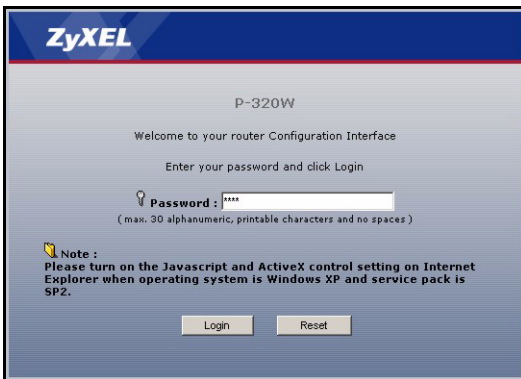 ZyXEL
P-320W
Welcome to your router Configuration Interface
Enter your password and click Login
Password : ****
( max. 30 alphanumeric, printable characters and no spaces )
Note :
Please turn on the Javascript and ActiveX control setting on Internet
Explorer when operating system is Windows XP and service pack is
SP2.
Login Reset